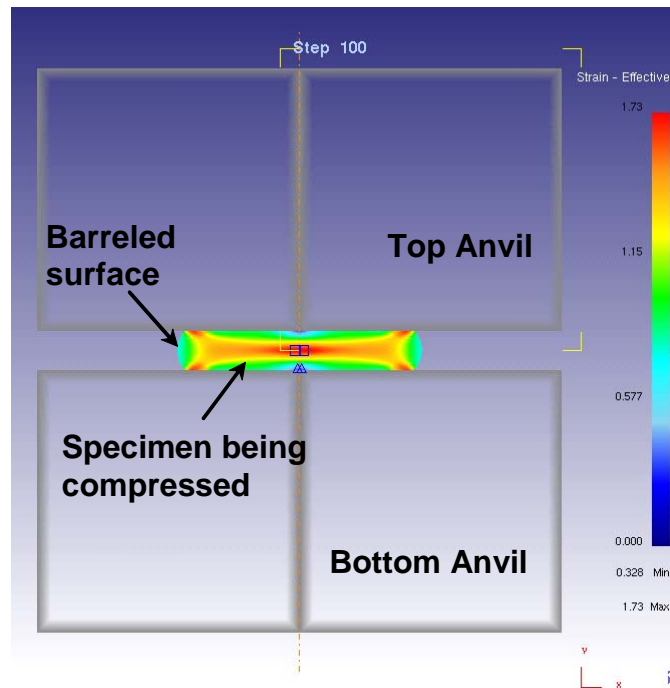 Step 100
Strain - Effective
1.73
Barreled
surface
Top Anvil
1.15
0.577
Specimen being
compressed
Bottom Anvil
0.000
0.328 Min
1.73 Max
Y
X